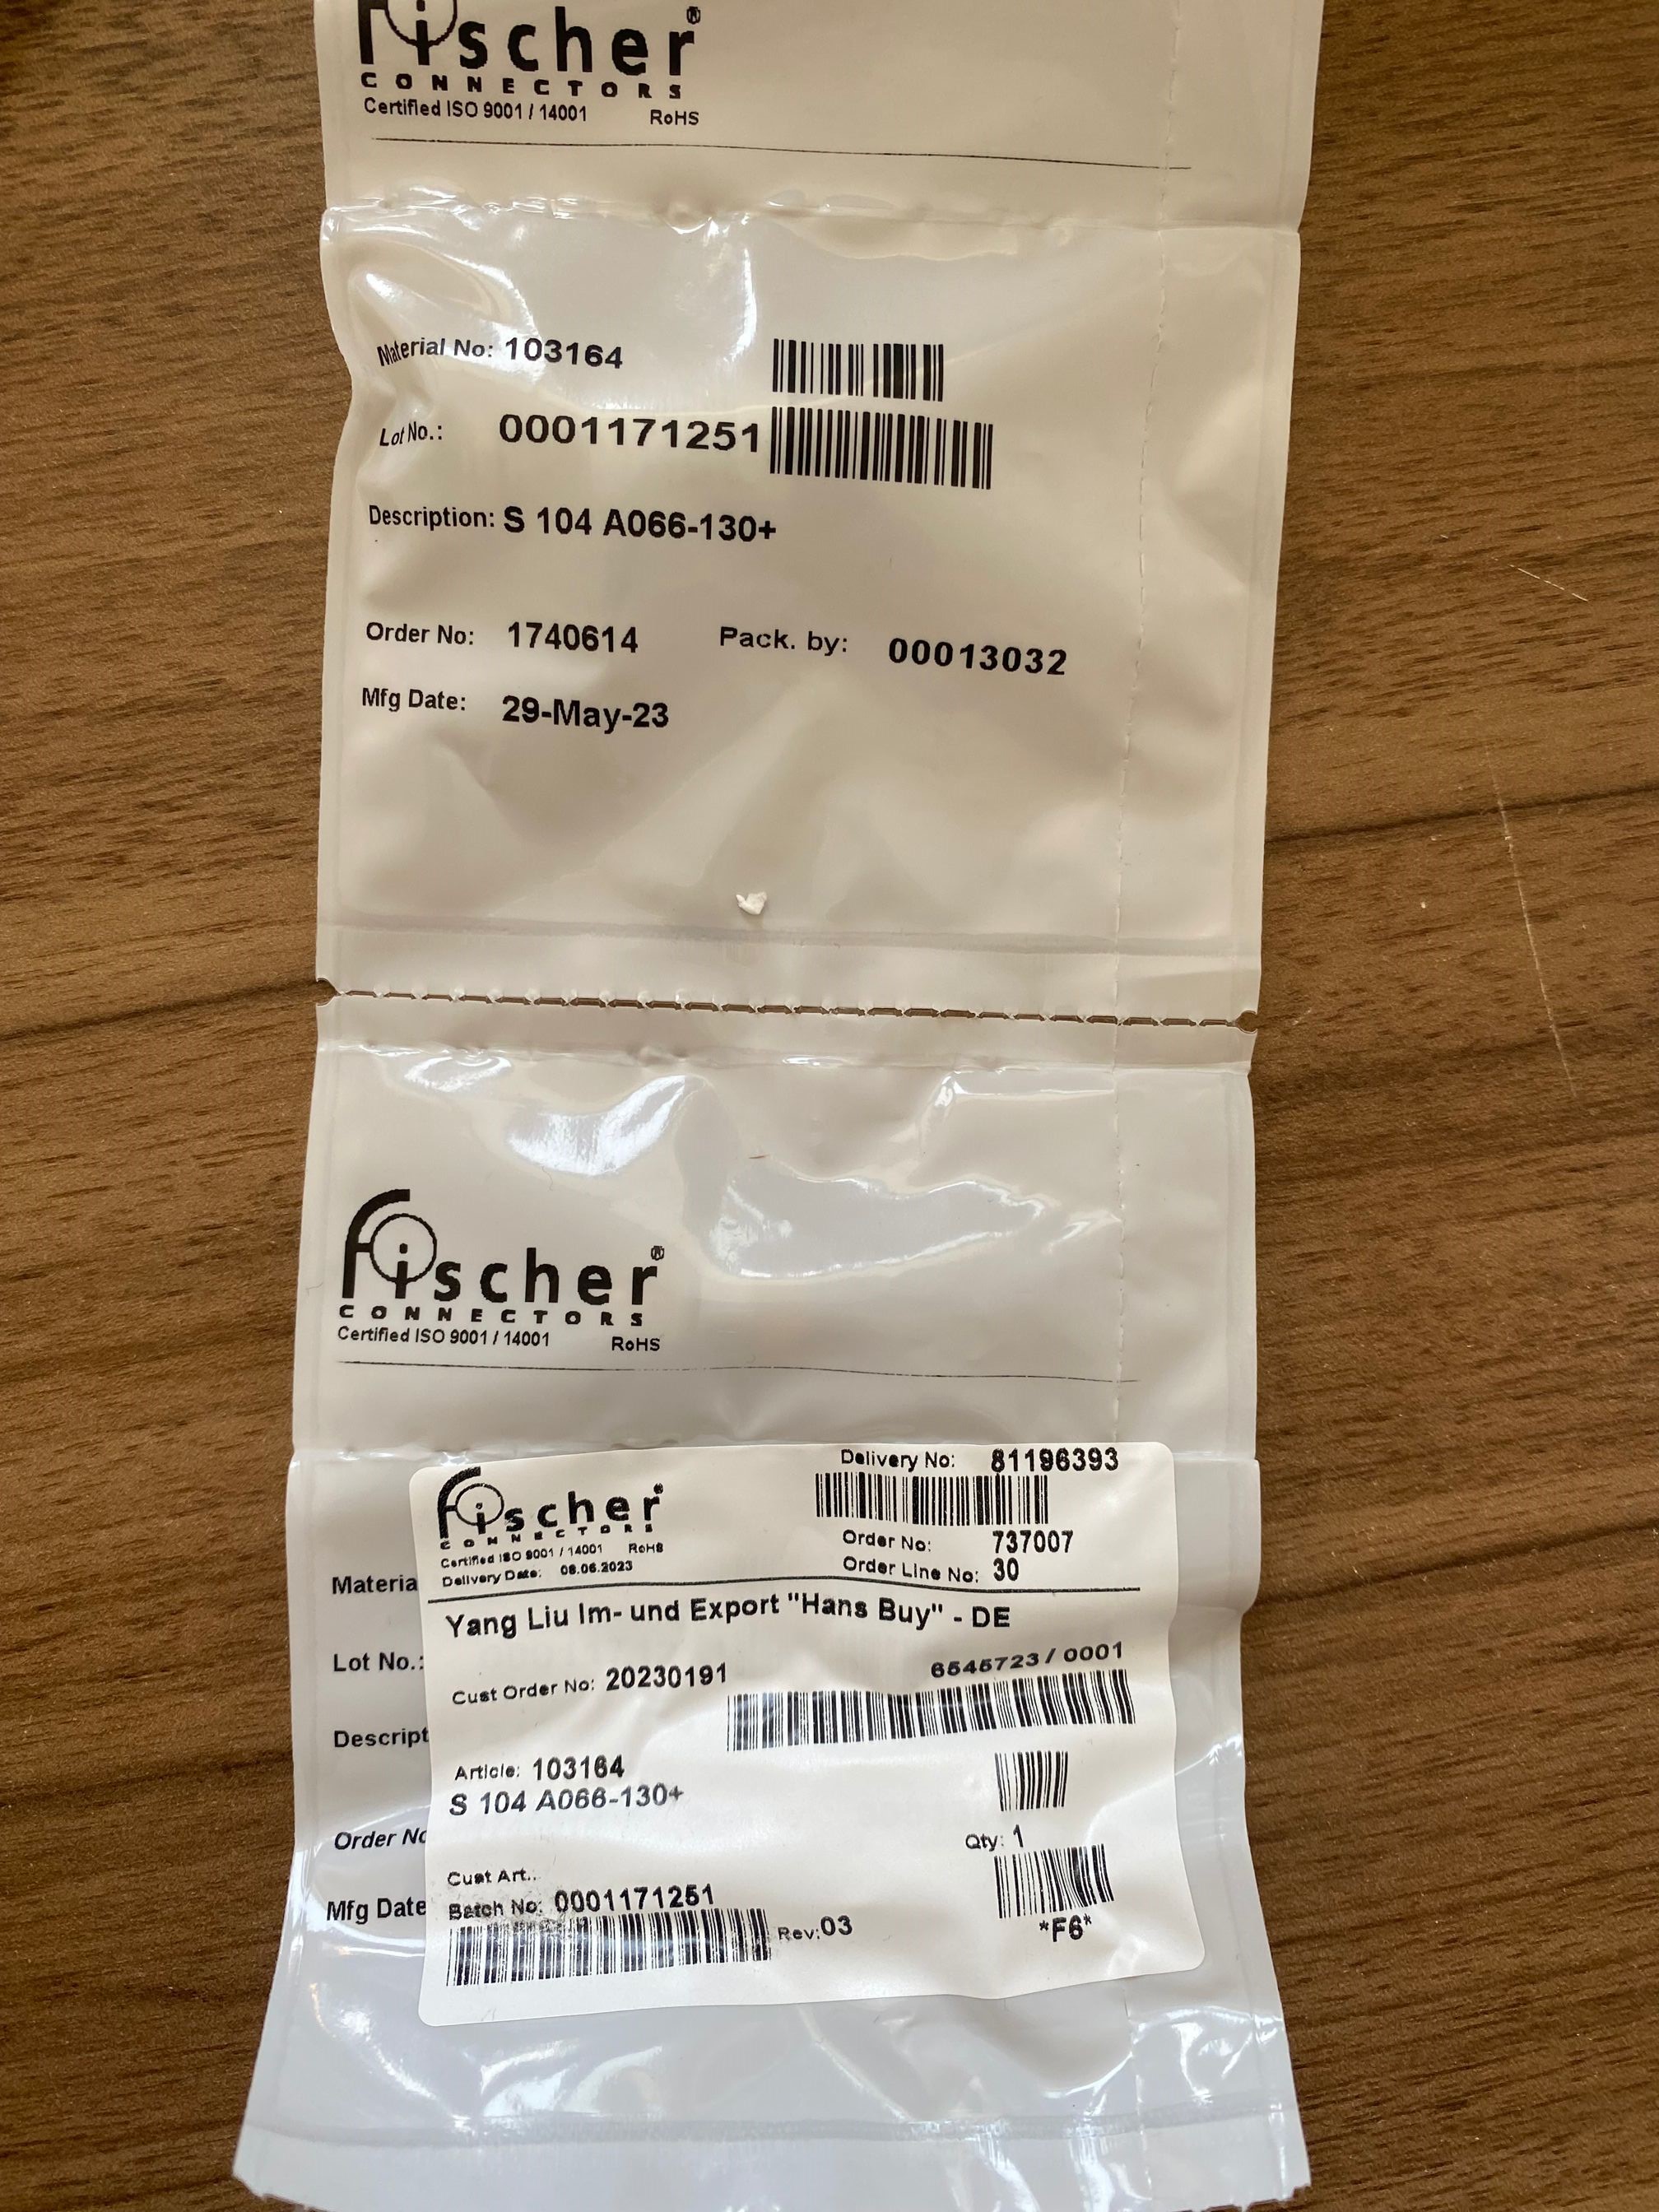 Fischer®
CONNECTORS
Certified ISO 9001 / 14001 RoHS
Material No: 103164
Lot No.: 0001171251
Description: S 104 A066-130+
Order No: 1740614 Pack. by: 00013032
Mfg Date: 29-May-23
Fischer®
CONNECTORS
Certified ISO 9001 / 14001 RoHS
Materia
Lot No.:
Descript
Order No
Mfg Date
Fischer®
CONNECTORS
Certified ISO 9001 / 14001 RoHS
Delivery Date: 08.06.2023
Delivery No: 81196393
Order No: 737007
Order Line No: 30
Yang Liu Im- und Export "Hans Buy" - DE
Cust Order No: 20230191
6545723 / 0001
Article: 103164
S 104 A066-130+
Qty: 1
Cust Art.:
Batch No: 0001171251
Rev:03
*F6*